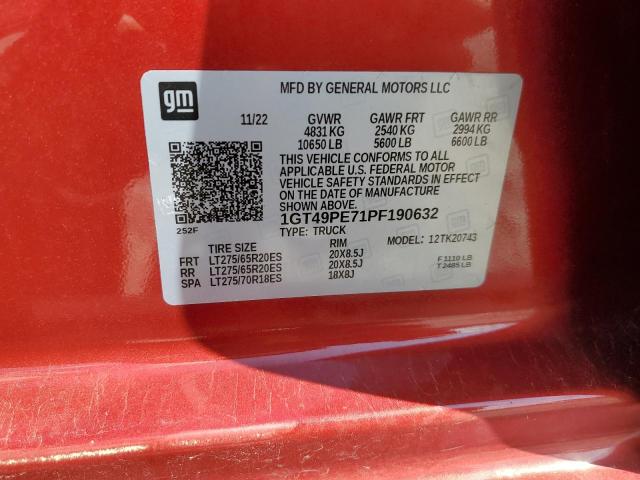 gm
MFD BY GENERAL MOTORS LLC
11/22 GVWR GAWR FRT GAWR RR
4831 KG 2540 KG 2994 KG
10650 LB 5600 LB 6600 LB
THIS VEHICLE CONFORMS TO ALL
APPLICABLE U.S. FEDERAL MOTOR
VEHICLE SAFETY STANDARDS IN EFFECT
ON THE DATE OF MANUFACTURE
SHOWN ABOVE.
252F
1GT49PE71PF190632
TYPE: TRUCK MODEL: 12TK20743
TIRE SIZE RIM
FRT LT275/65R20ES 20X8.5J F 1110 LB
RR LT275/65R20ES 20X8.5J T 2485 LB
SPA LT275/70R18ES 18X8J